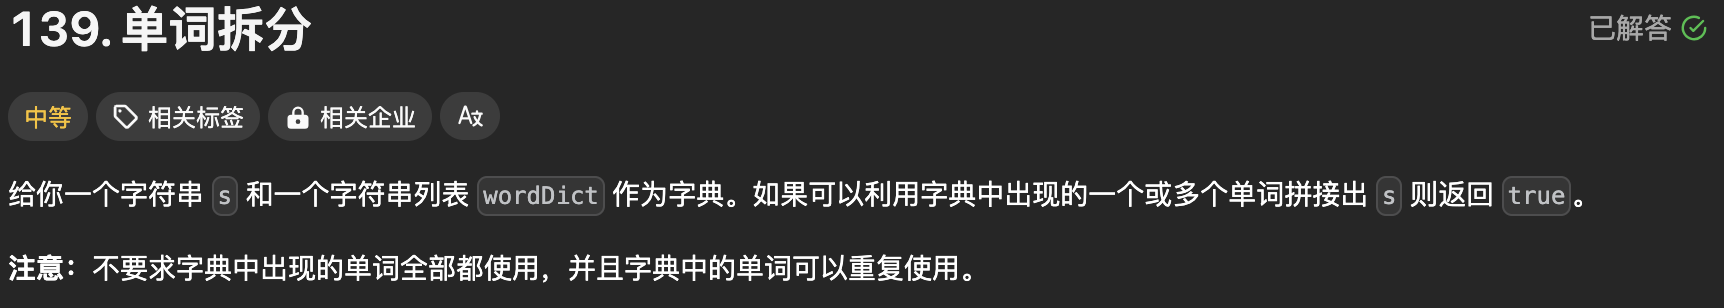 139. 单词拆分
已解答
中等 相关标签 相关企业 A文
给你一个字符串 s 和一个字符串列表 wordDict 作为字典。如果可以利用字典中出现的一个或多个单词拼接出 s 则返回 true。
注意：不要求字典中出现的单词全部都使用，并且字典中的单词可以重复使用。